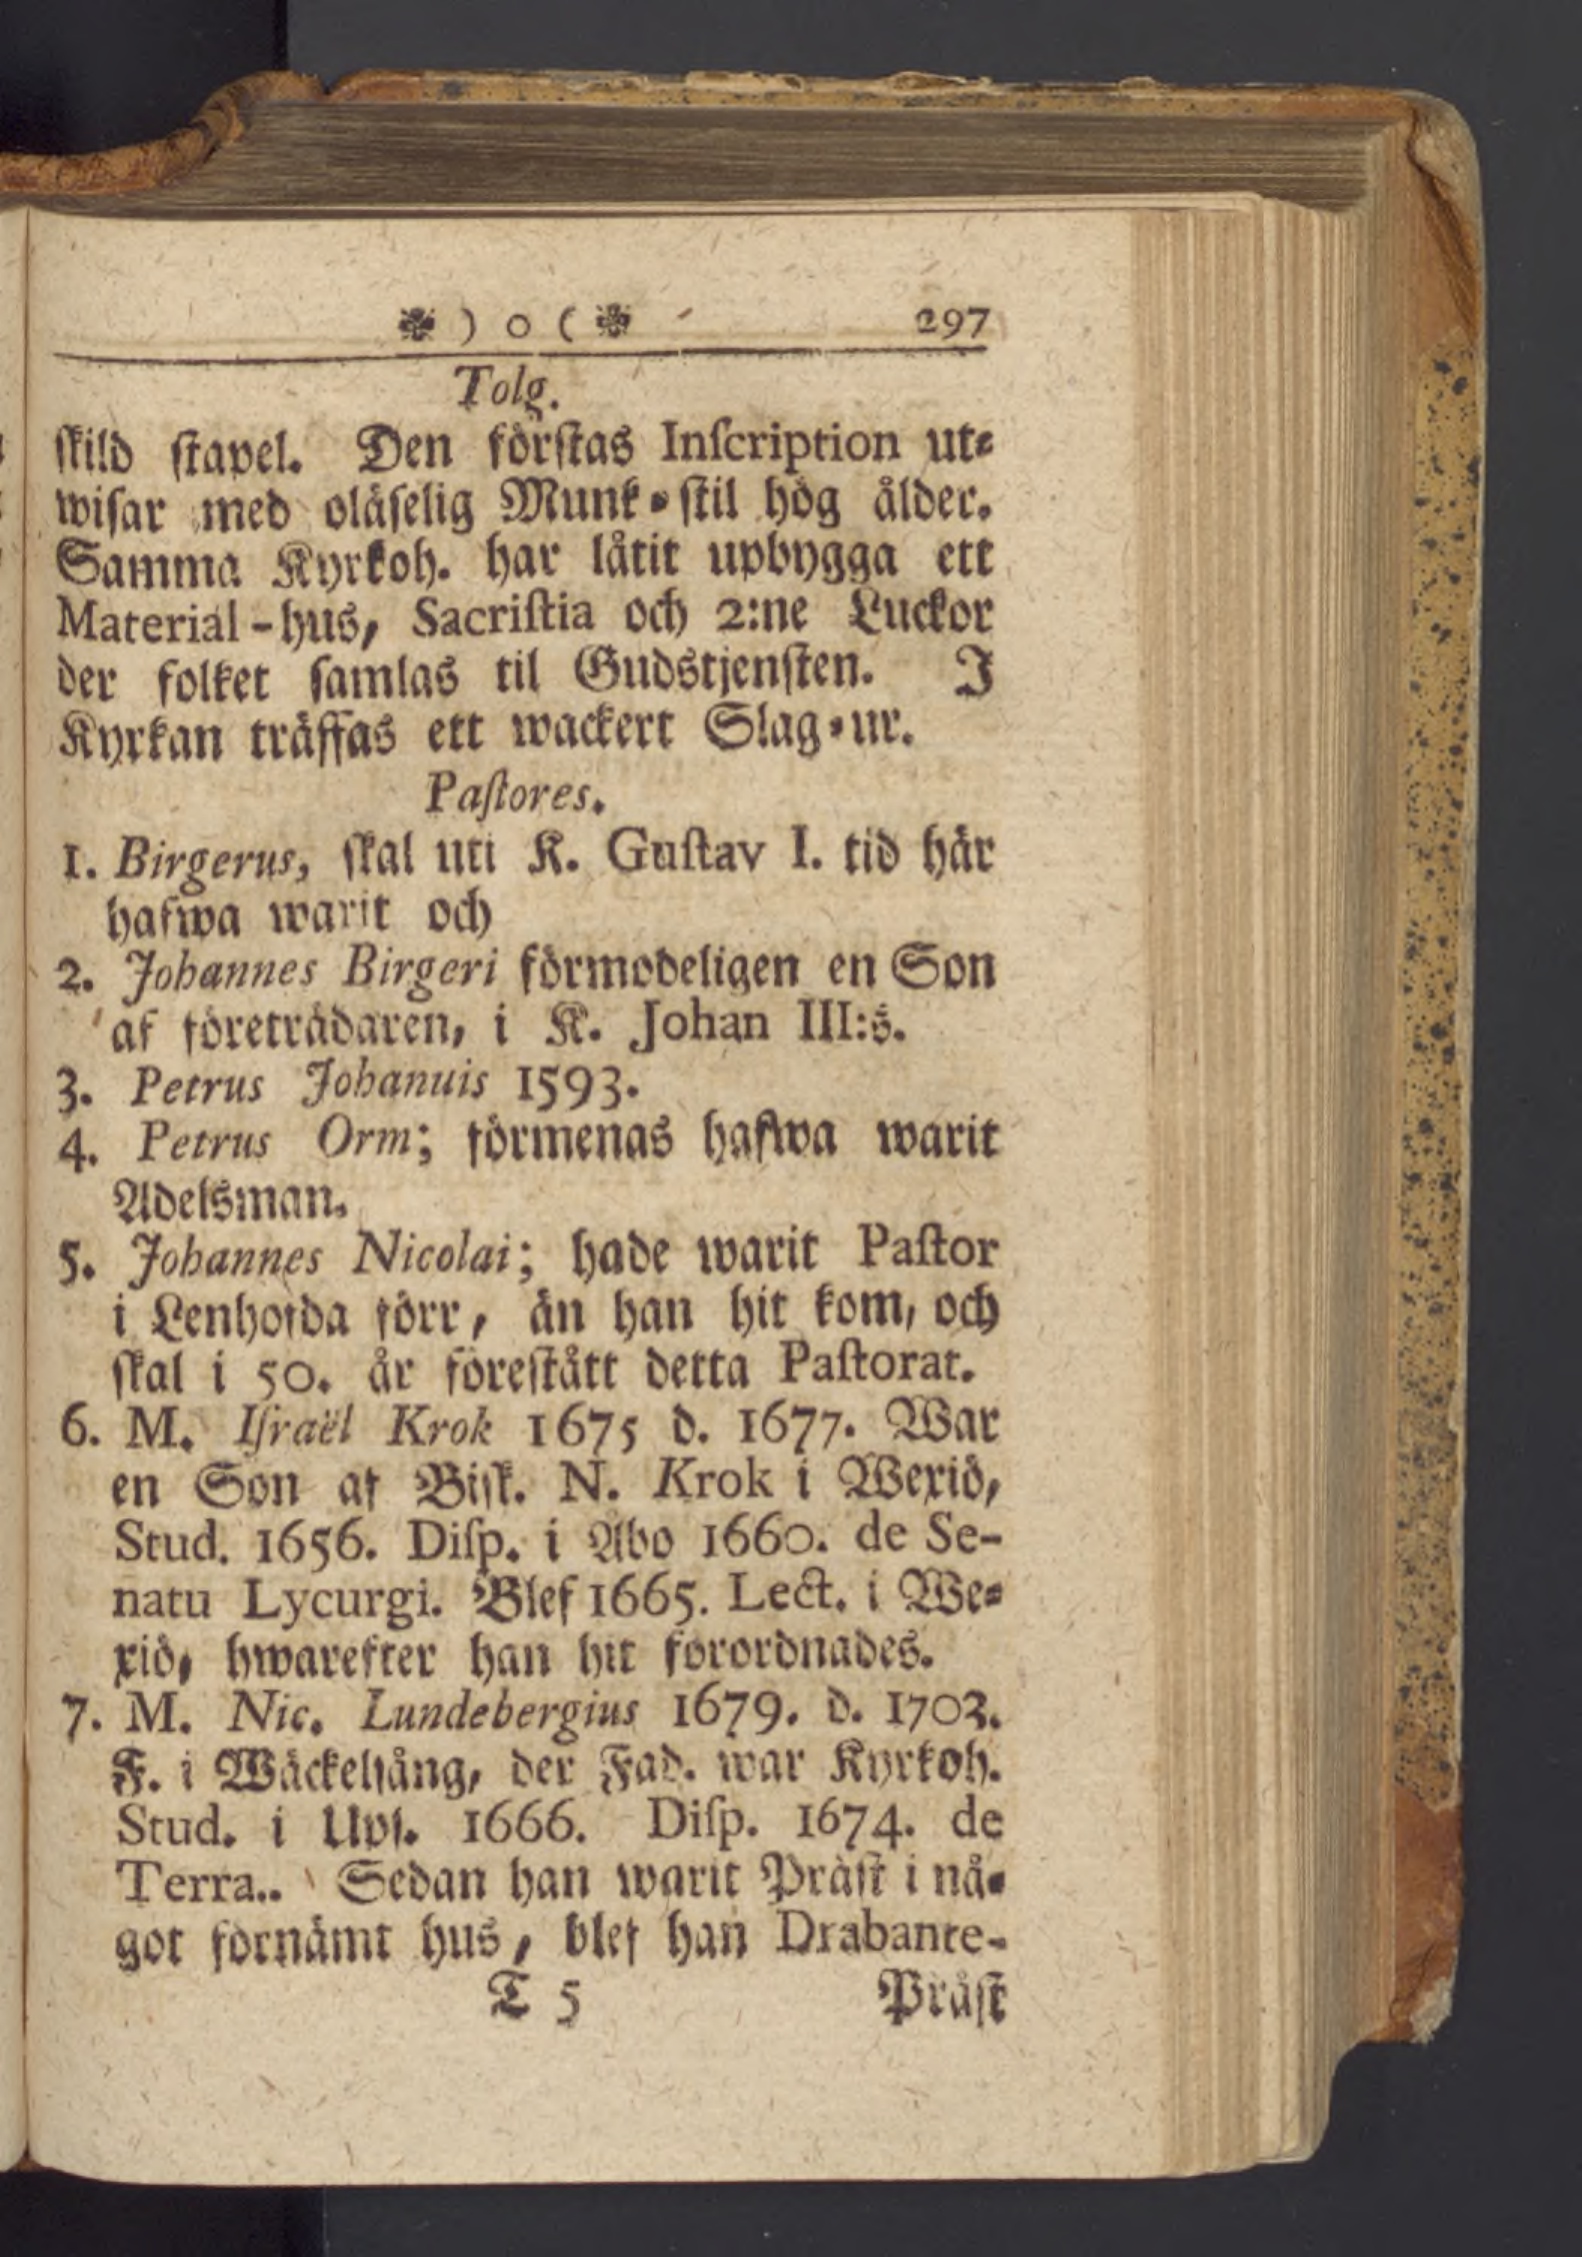 ❉ ) o ( ❉ 297
Tolg.
ſkild ſtapel. Den förſtas Inſcription ut-
wiſar med oläſelig Munk-ſtil hög ålder.
Samma Kyrkoh. har låtit upbygga ett
Material-hus, Sacriſtia och 2:ne Luckor
der folket ſamlas til Gudstjenſten. I
Kyrkan träffas ett wackert Slag-ur.
Paſtores.
1. Birgerus, ſkal uti K. Guſtav I. tid här
hafwa warit och
2. Johannes Birgeri förmodeligen en Son
af företrädaren, i K. Johan III:s.
3. Petrus Johanuis 1593.
4. Petrus Orm; förmenas hafwa warit
Adelsman.
5. Johannes Nicolai; hade warit Paſtor
i Lenhofda förr, än han hit kom, och
ſkal i 50. år föreſtått detta Paſtorat.
6. M. Iſraël Krok 1675 d. 1677. War
en Son af Biſk. N. Krok i Wexiö,
Stud. 1656. Diſp. i Åbo 1660. de Se-
natu Lycurgi. Blef 1665. Lect. i We-
xiö, hwarefter han hit förordnades.
7. M. Nic. Lundebergius 1679. d. 1703.
F. i Wäckelſång, der Fad. war Kyrkoh.
Stud. i Upſ. 1666. Diſp. 1674. de
Terra.. Sedan han warit Präſt i nå-
got förnämt hus, blef han Drabante-
T 5 Präſt